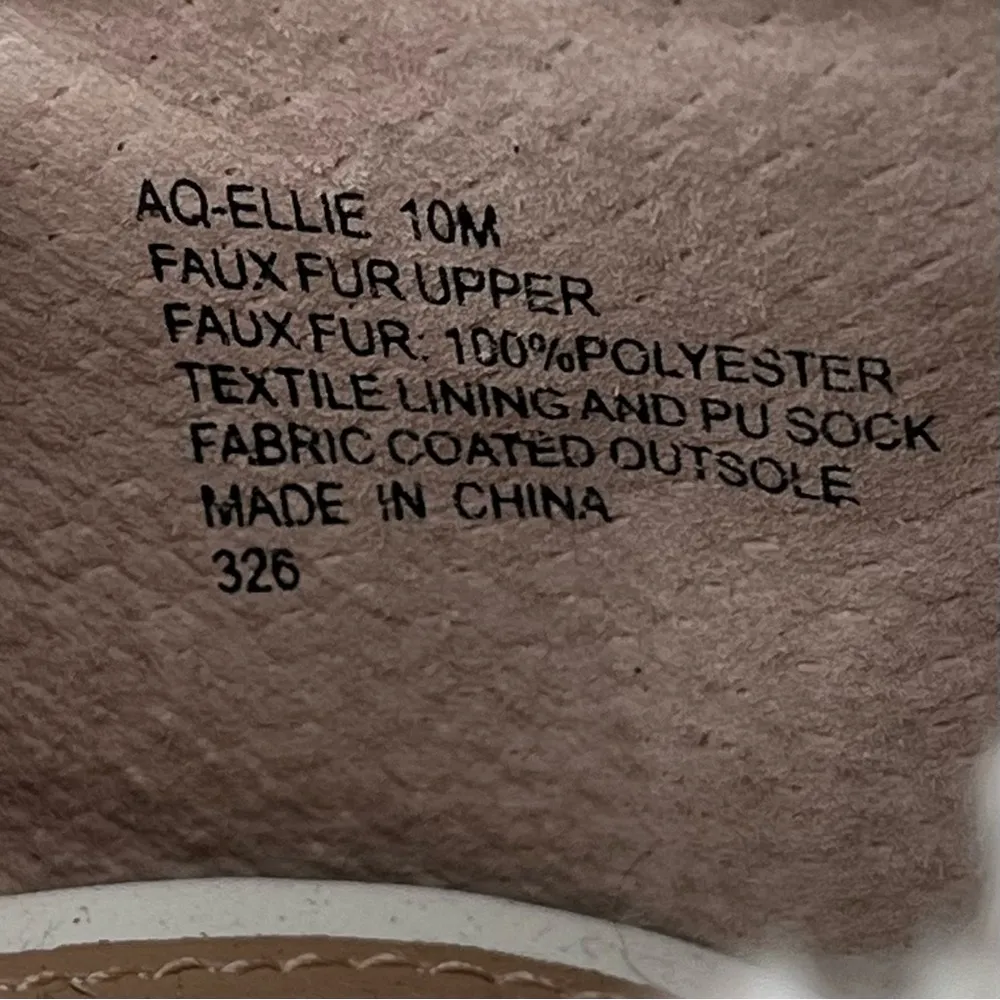 AQ-ELLIE 10M
FAUX FUR UPPER
FAUX FUR: 100%POLYESTER
TEXTILE LINING AND PU SOCK
FABRIC COATED OUTSOLE
MADE IN CHINA
326